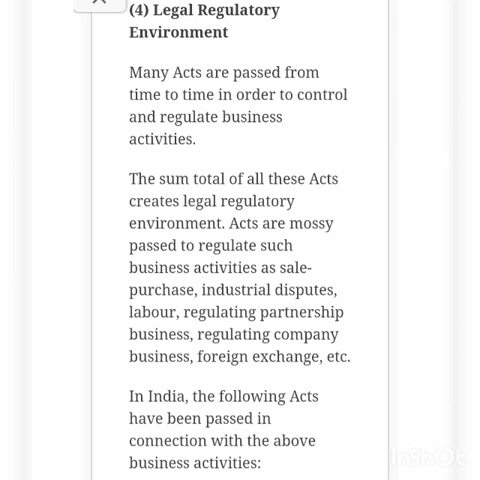 (4) Legal Regulatory
Environment
Many Acts are passed from
time to time in order to control
and regulate business
activities.
The sum total of all these Acts
creates legal regulatory
environment. Acts are mossy
passed to regulate such
business activities as sale-
purchase, industrial disputes,
labour, regulating partnership
business, regulating company
business, foreign exchange, etc.
In India, the following Acts
have been passed in
connection with the above
business activities:
InShOt